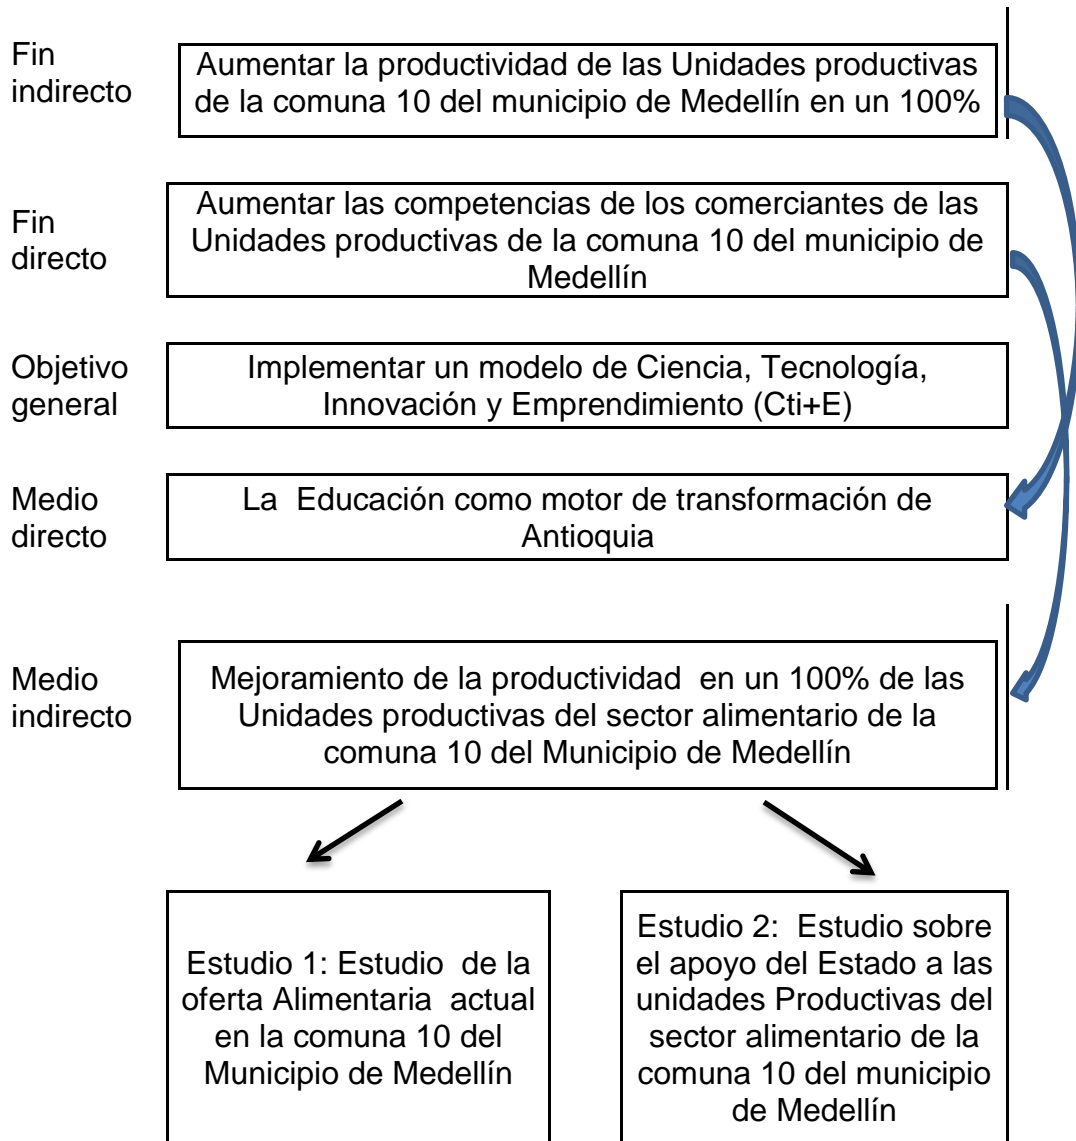 Fin
indirecto
Aumentar la productividad de las Unidades productivas
de la comuna 10 del municipio de Medellín en un 100%
Fin
directo
Aumentar las competencias de los comerciantes de las
Unidades productivas de la comuna 10 del municipio de
Medellín
Objetivo
general
Implementar un modelo de Ciencia, Tecnología,
Innovación y Emprendimiento (Cti+E)
Medio
directo
La Educación como motor de transformación de
Antioquia
Medio
indirecto
Mejoramiento de la productividad en un 100% de las
Unidades productivas del sector alimentario de la
comuna 10 del Municipio de Medellín
Estudio 1: Estudio de la
oferta Alimentaria actual
en la comuna 10 del
Municipio de Medellín
Estudio 2: Estudio sobre
el apoyo del Estado a las
unidades Productivas del
sector alimentario de la
comuna 10 del municipio
de Medellín